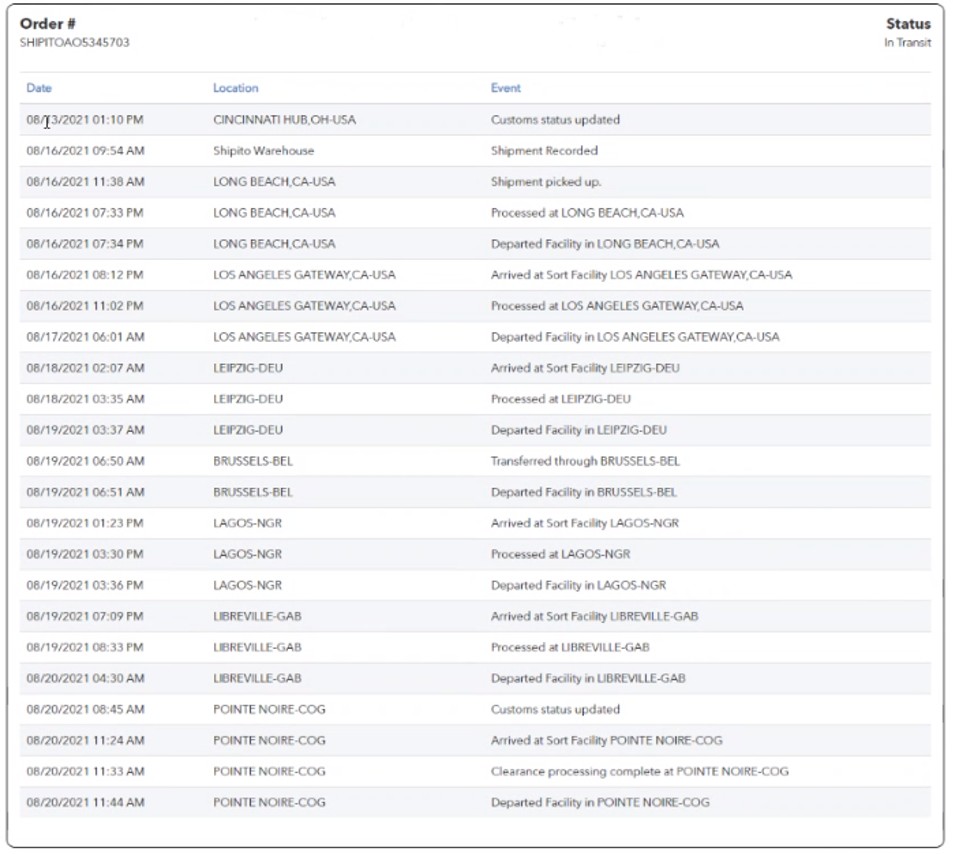 Order # Status
SHIPITOAO5345703 In Transit
Date Location Event
08/13/2021 01:10 PM CINCINNATI HUB,OH-USA Customs status updated
08/16/2021 09:54 AM Shipito Warehouse Shipment Recorded
08/16/2021 11:38 AM LONG BEACH,CA-USA Shipment picked up.
08/16/2021 07:33 PM LONG BEACH,CA-USA Processed at LONG BEACH,CA-USA
08/16/2021 07:34 PM LONG BEACH,CA-USA Departed Facility in LONG BEACH,CA-USA
08/16/2021 08:12 PM LOS ANGELES GATEWAY,CA-USA Arrived at Sort Facility LOS ANGELES GATEWAY,CA-USA
08/16/2021 11:02 PM LOS ANGELES GATEWAY,CA-USA Processed at LOS ANGELES GATEWAY,CA-USA
08/17/2021 06:01 AM LOS ANGELES GATEWAY,CA-USA Departed Facility in LOS ANGELES GATEWAY,CA-USA
08/18/2021 02:07 AM LEIPZIG-DEU Arrived at Sort Facility LEIPZIG-DEU
08/18/2021 03:35 AM LEIPZIG-DEU Processed at LEIPZIG-DEU
08/19/2021 03:37 AM LEIPZIG-DEU Departed Facility in LEIPZIG-DEU
08/19/2021 06:50 AM BRUSSELS-BEL Transferred through BRUSSELS-BEL
08/19/2021 06:51 AM BRUSSELS-BEL Departed Facility in BRUSSELS-BEL
08/19/2021 01:23 PM LAGOS-NGR Arrived at Sort Facility LAGOS-NGR
08/19/2021 03:30 PM LAGOS-NGR Processed at LAGOS-NGR
08/19/2021 03:36 PM LAGOS-NGR Departed Facility in LAGOS-NGR
08/19/2021 07:09 PM LIBREVILLE-GAB Arrived at Sort Facility LIBREVILLE-GAB
08/19/2021 08:33 PM LIBREVILLE-GAB Processed at LIBREVILLE-GAB
08/20/2021 04:30 AM LIBREVILLE-GAB Departed Facility in LIBREVILLE-GAB
08/20/2021 08:45 AM POINTE NOIRE-COG Customs status updated
08/20/2021 11:24 AM POINTE NOIRE-COG Arrived at Sort Facility POINTE NOIRE-COG
08/20/2021 11:33 AM POINTE NOIRE-COG Clearance processing complete at POINTE NOIRE-COG
08/20/2021 11:44 AM POINTE NOIRE-COG Departed Facility in POINTE NOIRE-COG